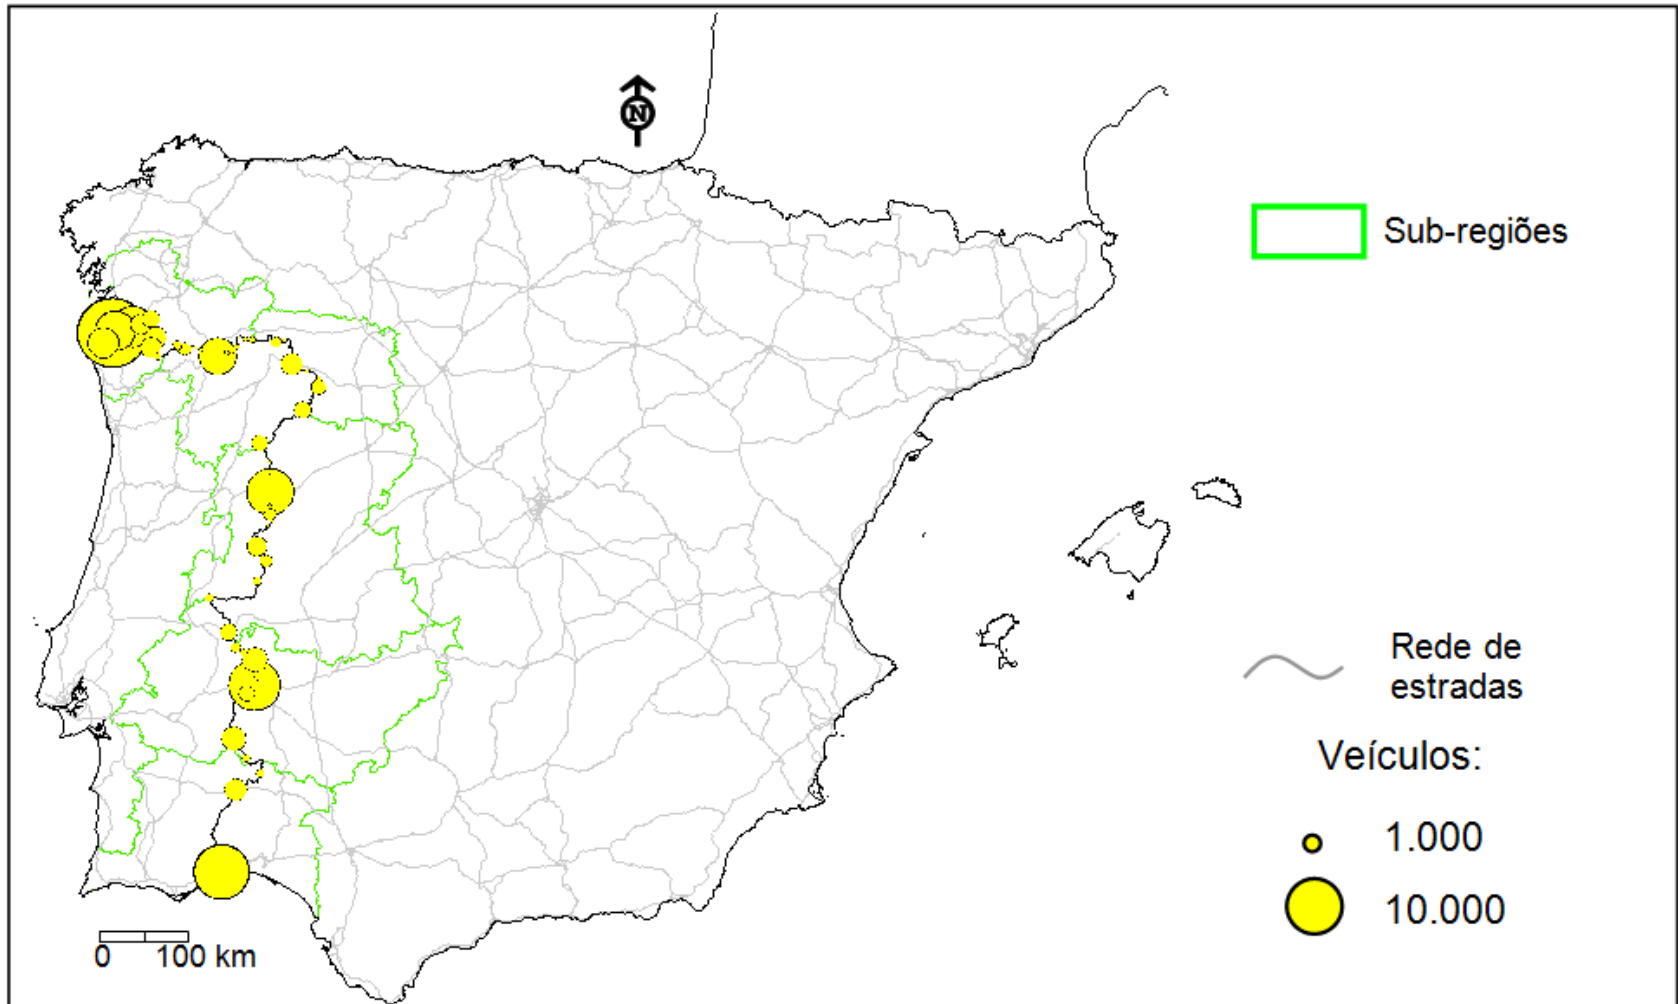 N
Sub-regiões
Rede de
estradas
Veículos:
1.000
10.000
0 100 km